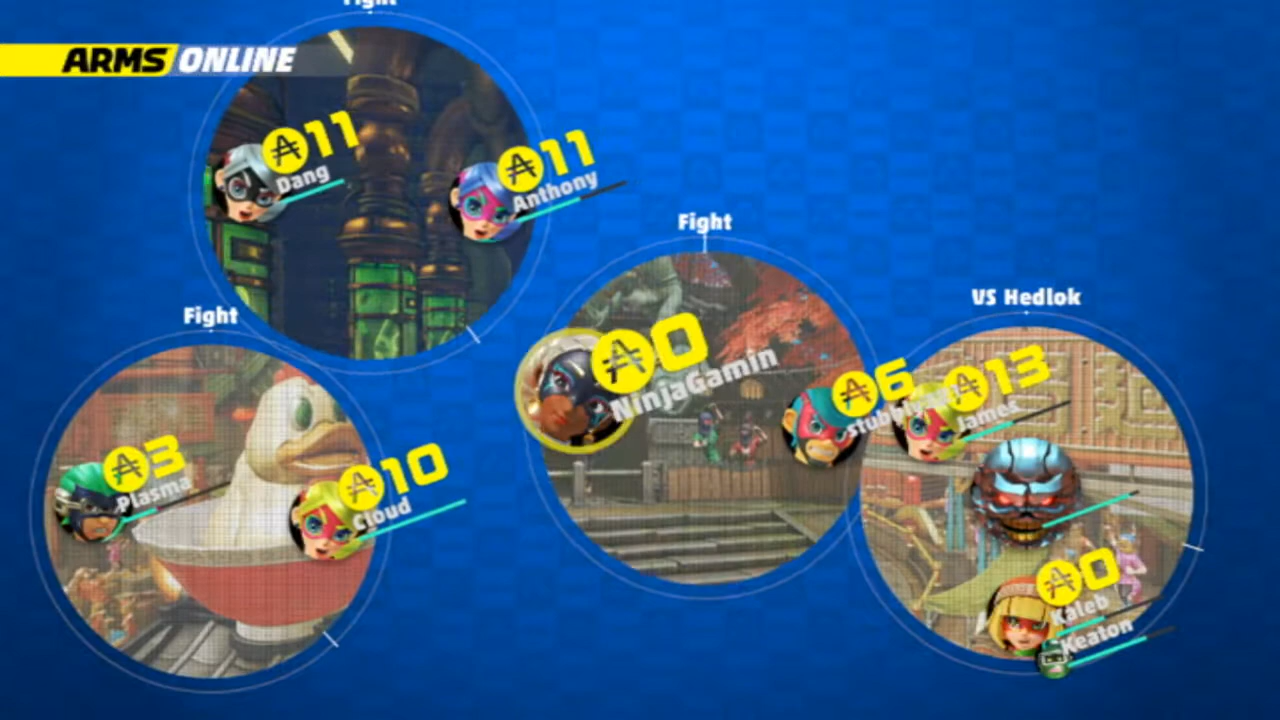 Fight
ARMS ONLINE
11
Dang
11
Anthony
Fight
0
NinjaGamin
6
13
James
VS Hedlok
Fight
3
Plasma
10
Cloud
0
Kaleb
Keaton